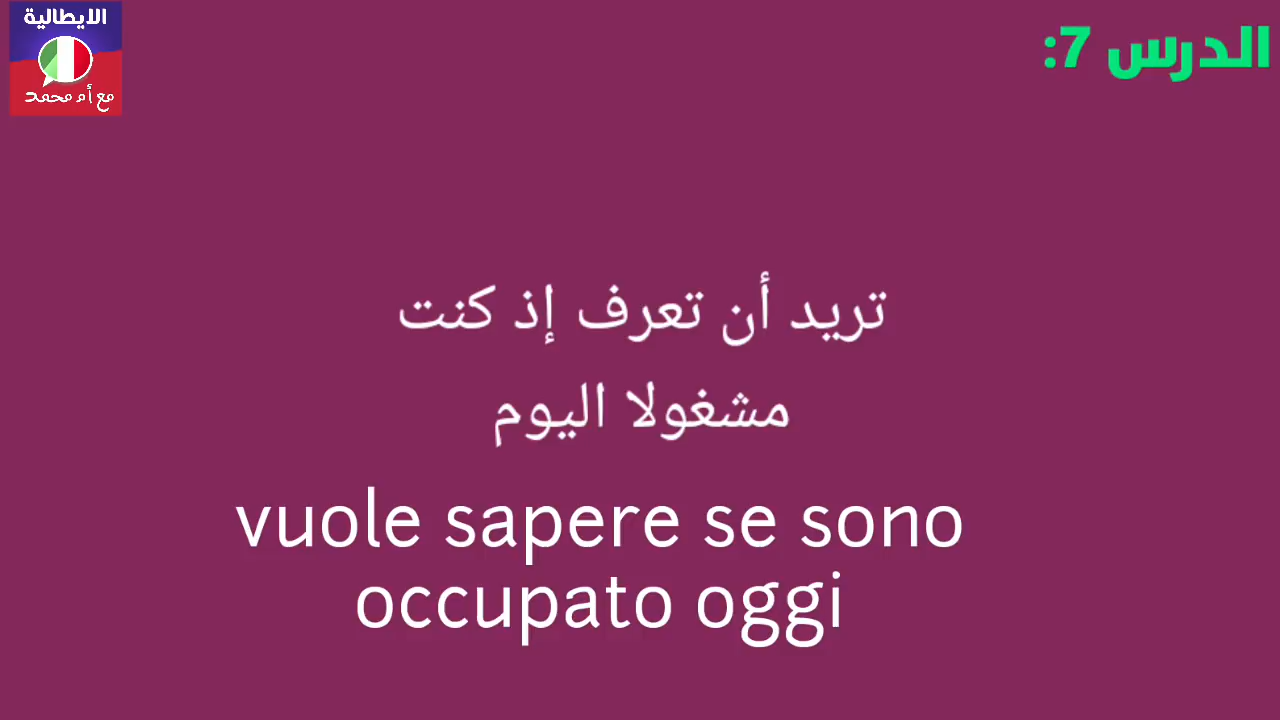 الايطالية
مع أم محمد
الدرس 7:
تريد أن تعرف إذ كنت
مشغولا اليوم
vuole sapere se sono
occupato oggi